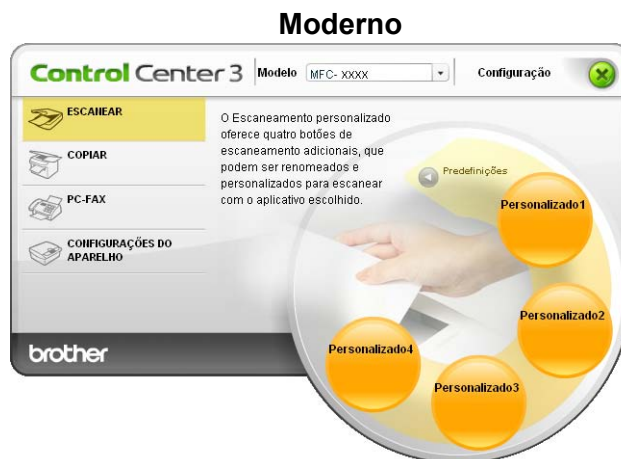 Moderno
Control Center 3
Modelo
MFC- XXXX
Configuração
ESCANEAR
COPIAR
PC-FAX
CONFIGURAÇÕES DO
APARELHO
O Escaneamento personalizado
oferece quatro botões de
escaneamento adicionais, que
podem ser renomeados e
personalizados para escanear
com o aplicativo escolhido.
Predefinições
Personalizado1
Personalizado2
Personalizado3
Personalizado4
brother